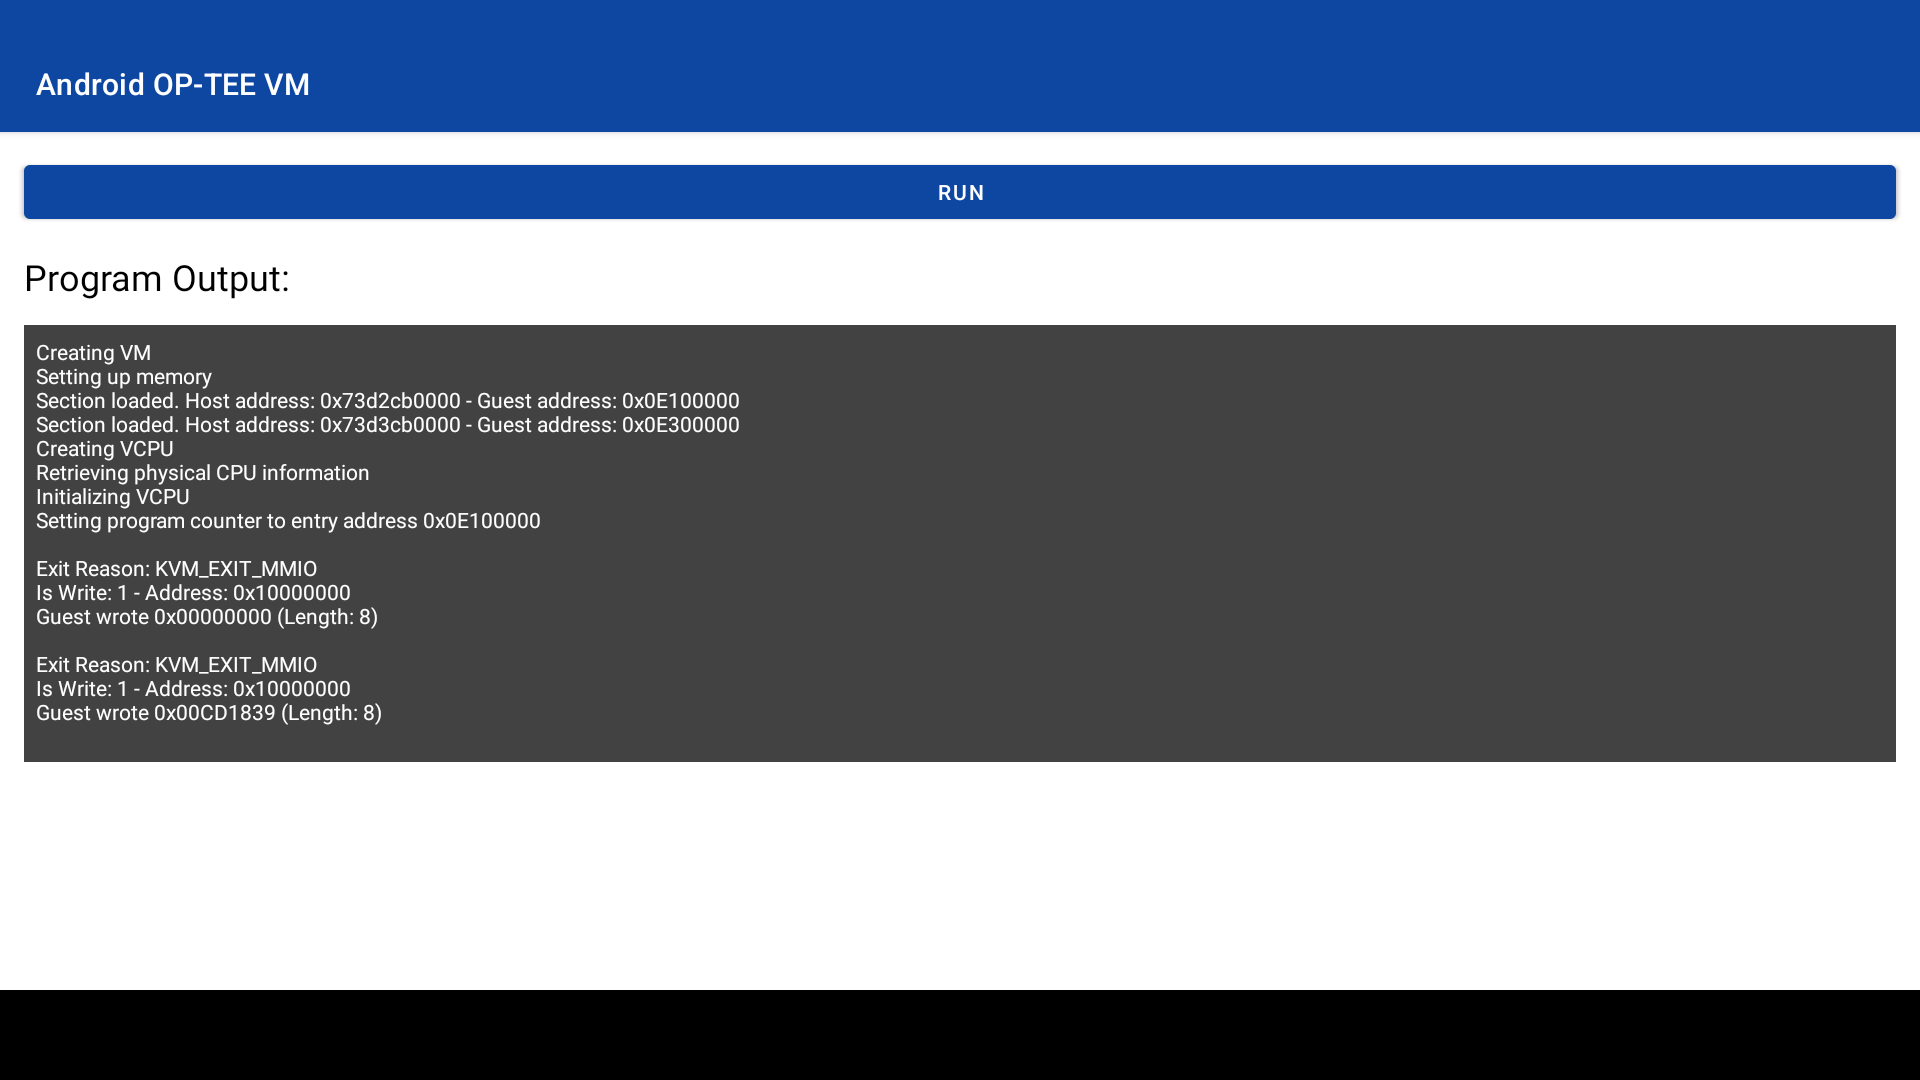 Android OP-TEE VM
RUN
Program Output:
Creating VM
Setting up memory
Section loaded. Host address: 0x73d2cb0000 - Guest address: 0x0E100000
Section loaded. Host address: 0x73d3cb0000 - Guest address: 0x0E300000
Creating VCPU
Retrieving physical CPU information
Initializing VCPU
Setting program counter to entry address 0x0E100000
Exit Reason: KVM_EXIT_MMIO
Is Write: 1 - Address: 0x10000000
Guest wrote 0x00000000 (Length: 8)
Exit Reason: KVM_EXIT_MMIO
Is Write: 1 - Address: 0x10000000
Guest wrote 0x00CD1839 (Length: 8)